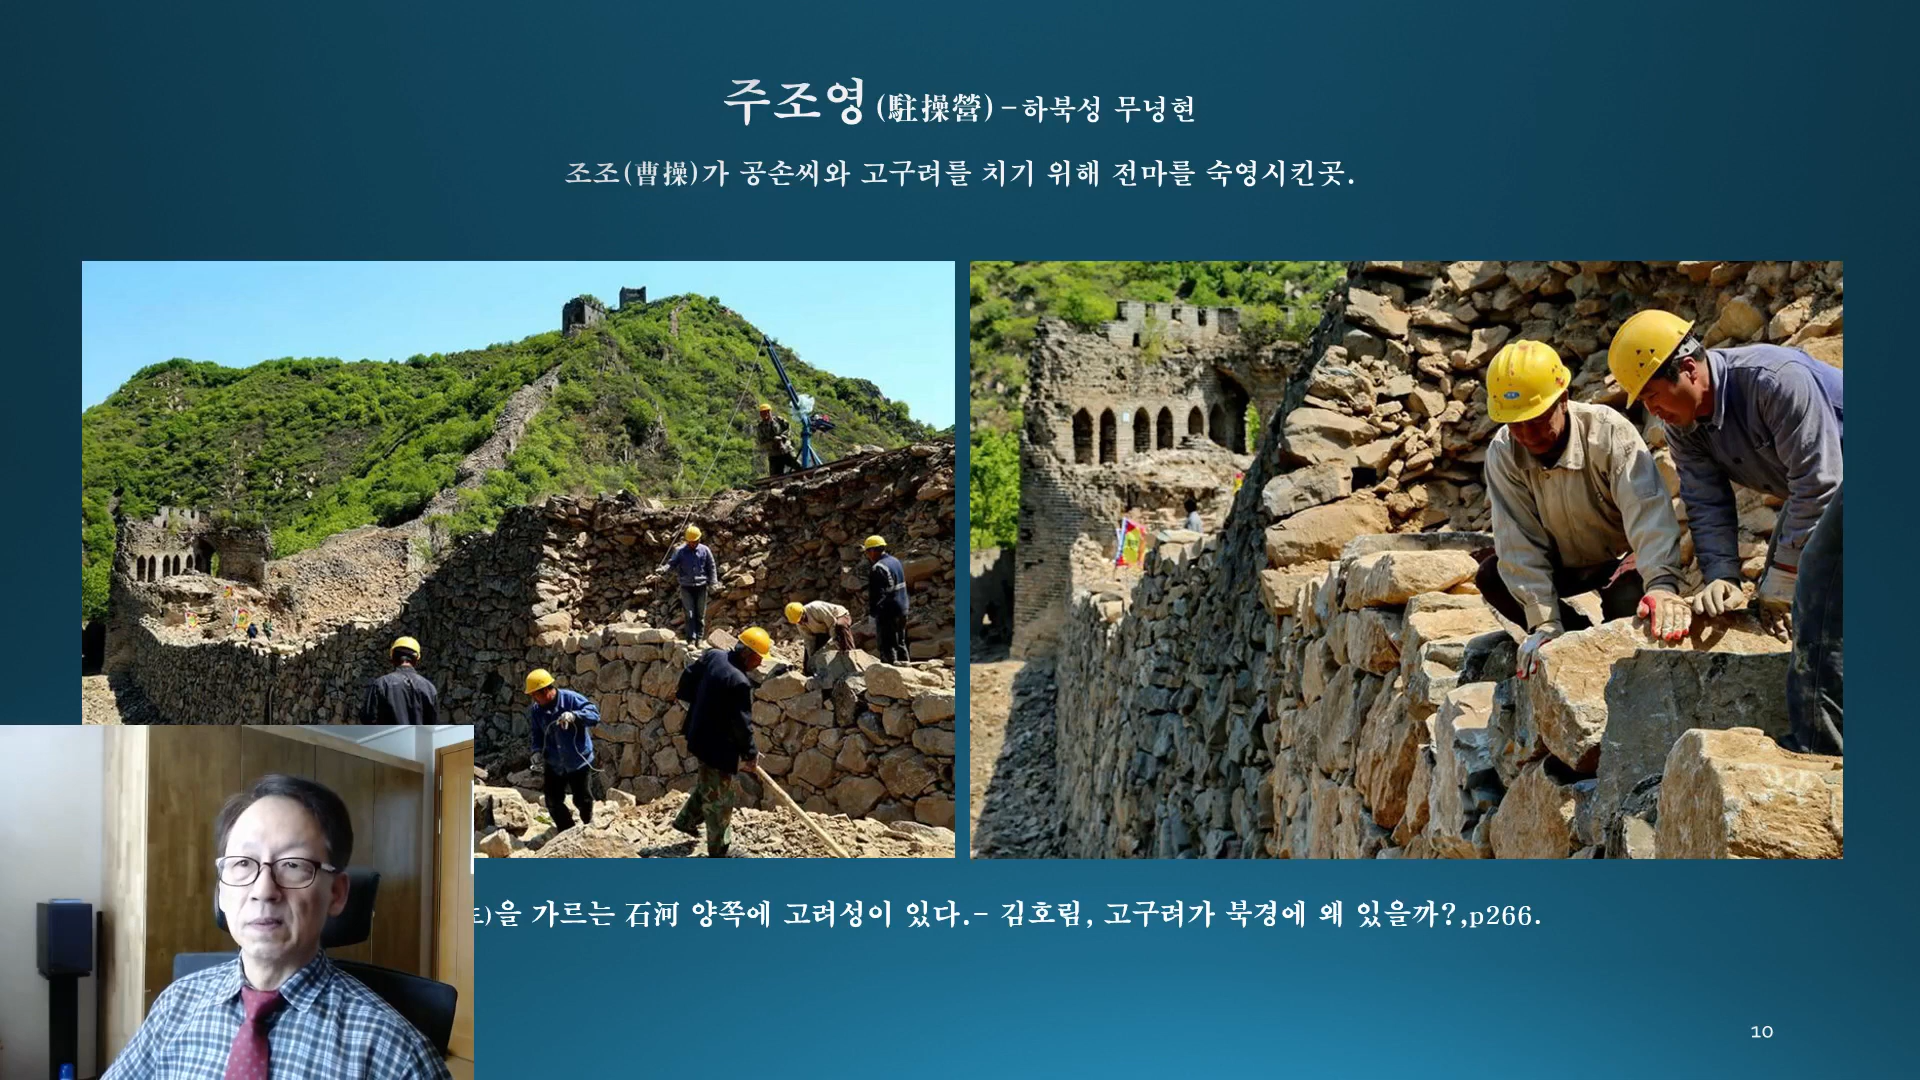 주조영(駐操營)-하북성 무녕현
조조(曹操)가 공손씨와 고구려를 치기 위해 전마를 숙영시킨곳.
)을 가르는 石河 양쪽에 고려성이 있다.- 김호림, 고구려가 북경에 왜 있을까?,p266.
10